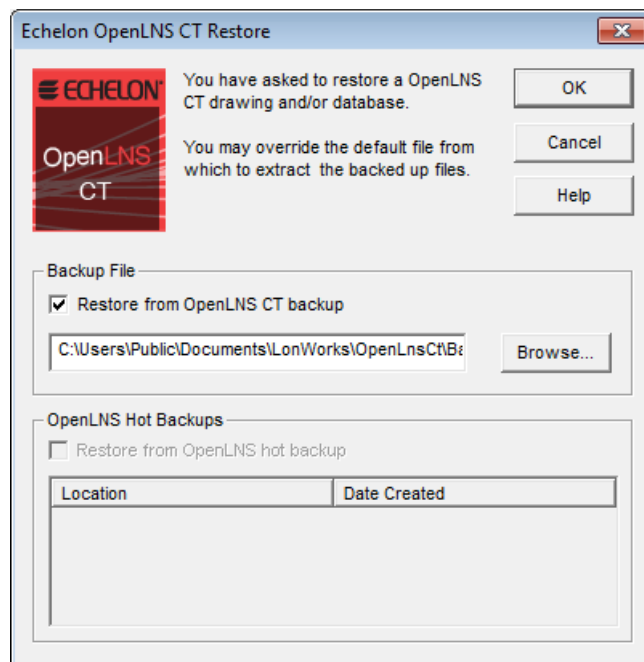 Echelon OpenLNS CT Restore
ECHELON
OpenLNS
CT
You have asked to restore a OpenLNS
CT drawing and/or database.
You may override the default file from
which to extract the backed up files.
OK
Cancel
Help
Backup File
Restore from OpenLNS CT backup
C:\Users\Public\Documents\LonWorks\OpenLnsCt\Ba
Browse...
OpenLNS Hot Backups
Restore from OpenLNS hot backup
Location
Date Created